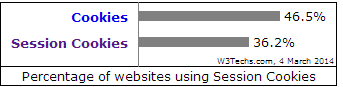 Cookies 46.5%
Session Cookies 36.2%
W3Techs.com, 4 March 2014
Percentage of websites using Session Cookies